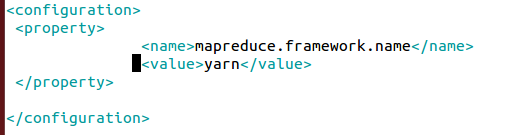 <configuration>
<property>
<name>mapreduce.framework.name</name>
<value>yarn</value>
</property>
</configuration>